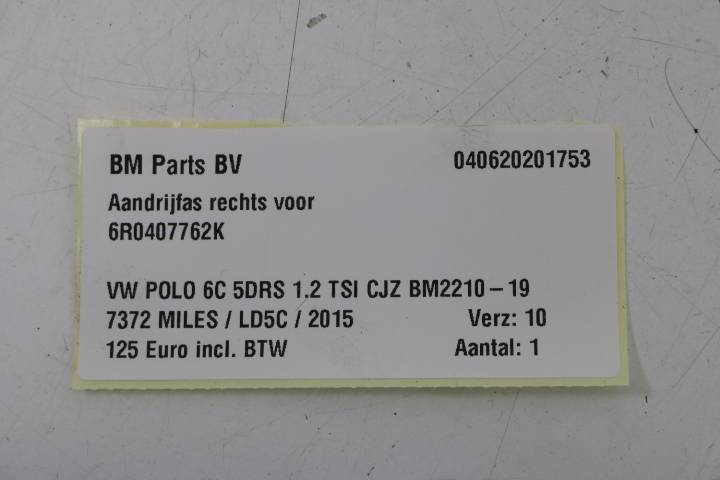 BM Parts BV 040620201753
Aandrijfas rechts voor
6R0407762K
VW POLO 6C 5DRS 1.2 TSI CJZ BM2210 – 19
7372 MILES / LD5C / 2015 Verz: 10
125 Euro incl. BTW Aantal: 1